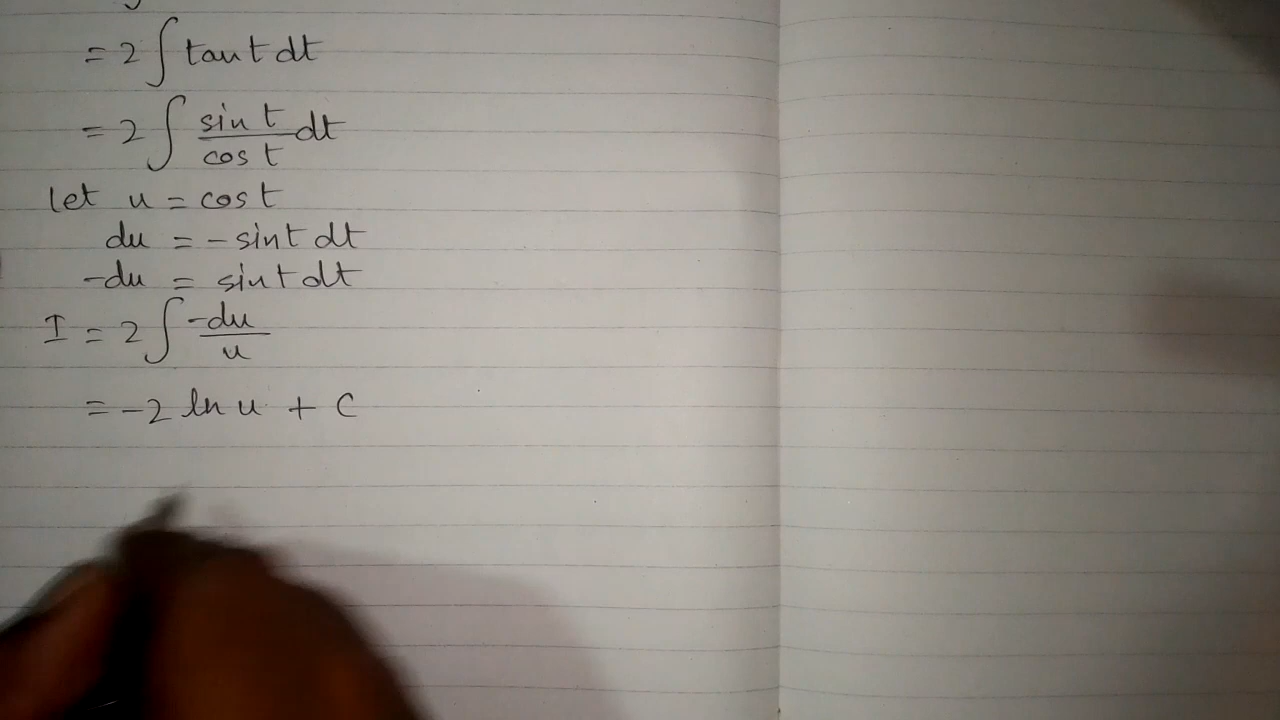 = 2 ∫ tan t dt
= 2 ∫ sin t / cos t dt
let u = cos t
du = - sin t dt
-du = sin t dt
I = 2 ∫ -du / u
= -2 ln u + c